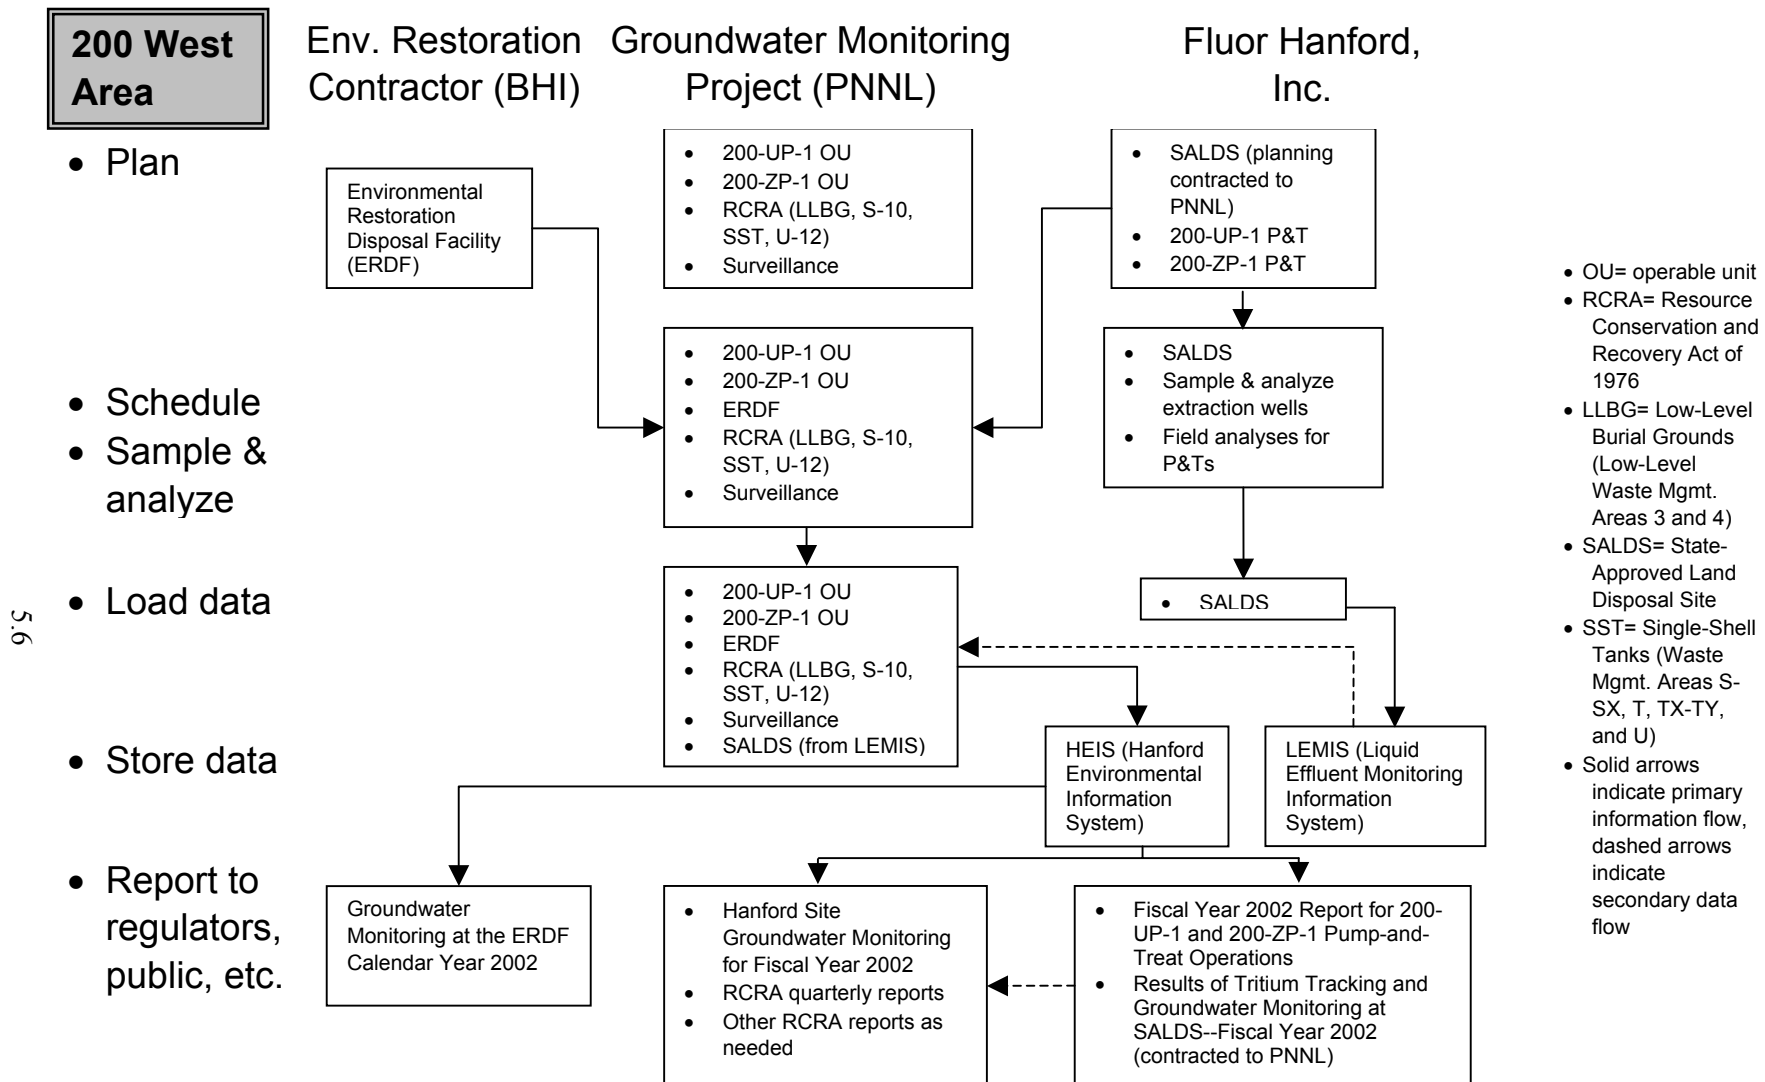 200 West
Area
Env. Restoration
Contractor (BHI)
Groundwater Monitoring
Project (PNNL)
Fluor Hanford,
Inc.
• Plan
Environmental
Restoration
Disposal Facility
(ERDF)
• 200-UP-1 OU
• 200-ZP-1 OU
• RCRA (LLBG, S-10,
SST, U-12)
• Surveillance
• SALDS (planning
contracted to
PNNL)
• 200-UP-1 P&T
• 200-ZP-1 P&T
• Schedule
• Sample &
analyze
• 200-UP-1 OU
• 200-ZP-1 OU
• ERDF
• RCRA (LLBG, S-10,
SST, U-12)
• Surveillance
• SALDS
• Sample & analyze
extraction wells
• Field analyses for
P&Ts
• Load data
• 200-UP-1 OU
• 200-ZP-1 OU
• ERDF
• RCRA (LLBG, S-10,
SST, U-12)
• Surveillance
• SALDS (from LEMIS)
• SALDS
• Store data
HEIS (Hanford
Environmental
Information
System)
LEMIS (Liquid
Effluent Monitoring
Information
System)
• Report to
regulators,
public, etc.
Groundwater
Monitoring at the ERDF
Calendar Year 2002
• Hanford Site
Groundwater Monitoring
for Fiscal Year 2002
• RCRA quarterly reports
• Other RCRA reports as
needed
• Fiscal Year 2002 Report for 200-
UP-1 and 200-ZP-1 Pump-and-
Treat Operations
• Results of Tritium Tracking and
Groundwater Monitoring at
SALDS--Fiscal Year 2002
(contracted to PNNL)
• OU= operable unit
• RCRA= Resource
Conservation and
Recovery Act of
1976
• LLBG= Low-Level
Burial Grounds
(Low-Level
Waste Mgmt.
Areas 3 and 4)
• SALDS= State-
Approved Land
Disposal Site
• SST= Single-Shell
Tanks (Waste
Mgmt. Areas S-
SX, T, TX-TY,
and U)
• Solid arrows
indicate primary
information flow,
dashed arrows
indicate
secondary data
flow
5.6